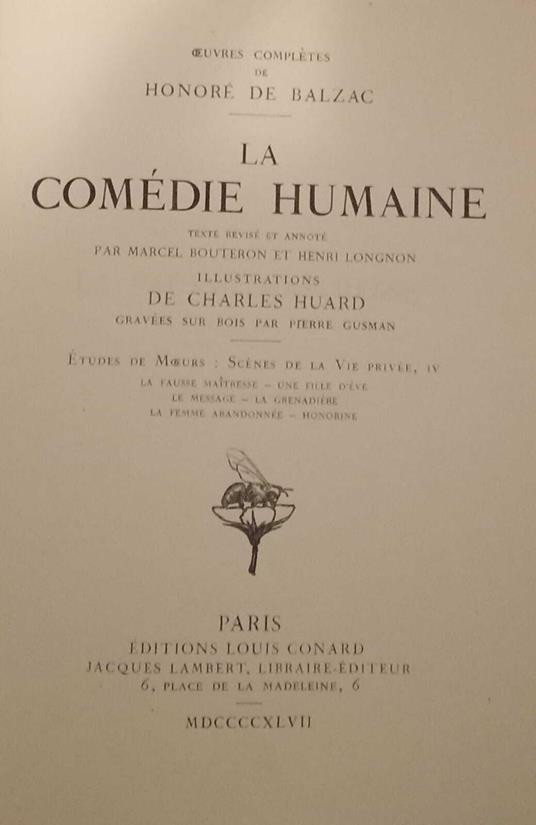 ŒUVRES COMPLÈTES
DE
HONORÉ DE BALZAC
LA
COMÉDIE HUMAINE
TEXTE REVISÉ ET ANNOTÉ
PAR MARCEL BOUTERON ET HENRI LONGNON
ILLUSTRATIONS
DE CHARLES HUARD
GRAVÉES SUR BOIS PAR PIERRE GUSMAN
ÉTUDES DE MŒURS : SCÈNES DE LA VIE PRIVÉE, IV
LA FAUSSE MAÎTRESSE – UNE FILLE D'ÈVE
LE MESSAGE – LA GRENADIÈRE
LA FEMME ABANDONNÉE – HONORINE
PARIS
ÉDITIONS LOUIS CONARD
JACQUES LAMBERT, LIBRAIRE-ÉDITEUR
6, PLACE DE LA MADELEINE, 6
MDCCCCXLVII